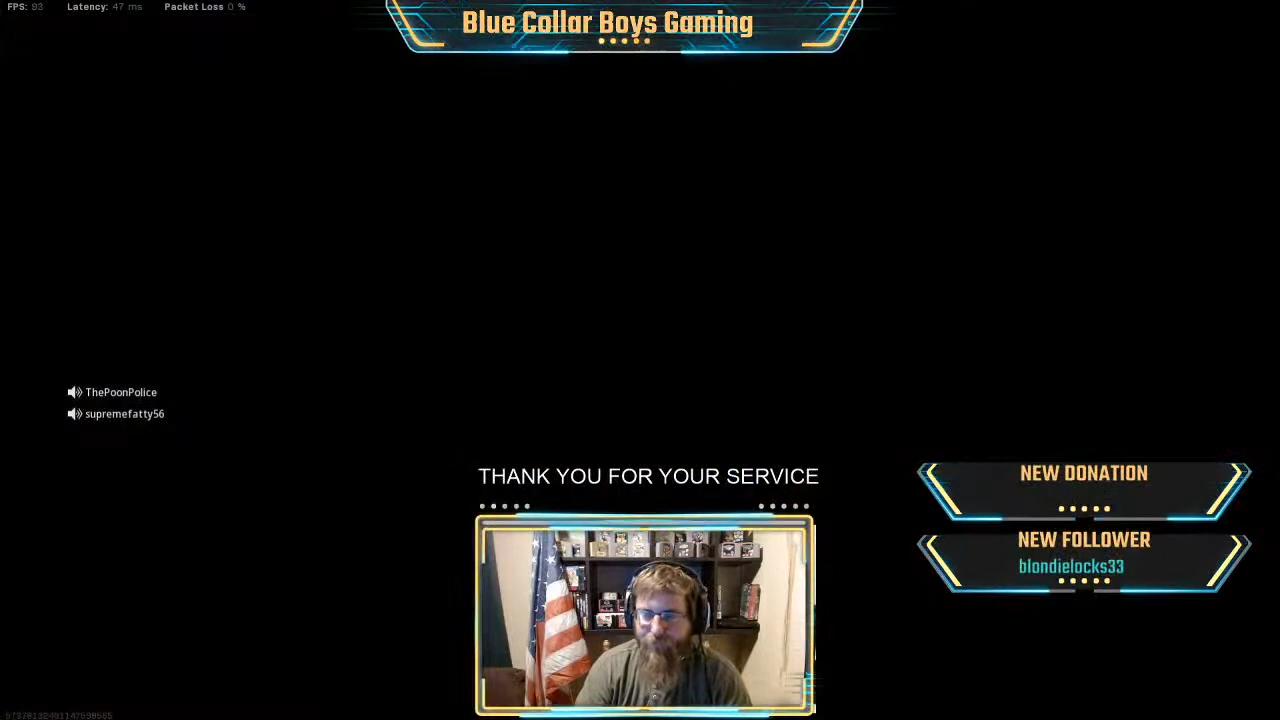 FPS: 93 Latency: 47 ms Packet Loss 0 %
Blue Collar Boys Gaming
ThePoonPolice
supremefatty56
THANK YOU FOR YOUR SERVICE
NEW DONATION
NEW FOLLOWER
blondielocks33